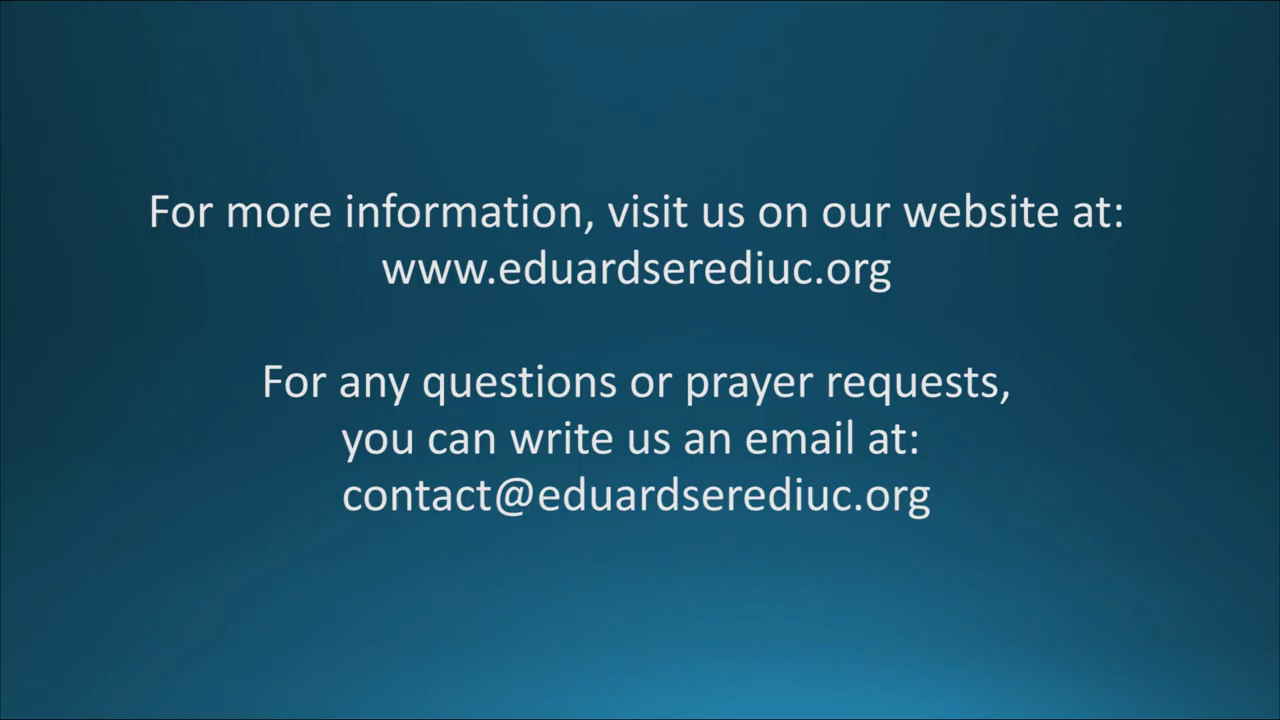 For more information, visit us on our website at:
www.eduardserediuc.org
For any questions or prayer requests,
you can write us an email at:
contact@eduardserediuc.org